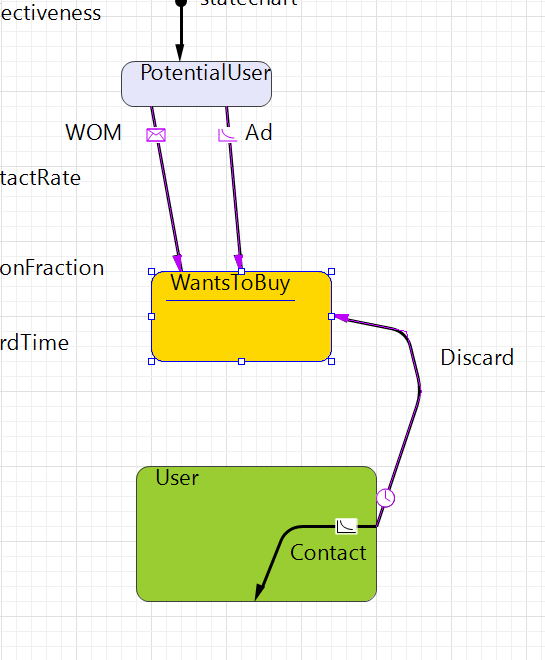 statechart
ectiveness
PotentialUser
WOM
Ad
tactRate
onFraction
WantsToBuy
rdTime
Discard
User
Contact